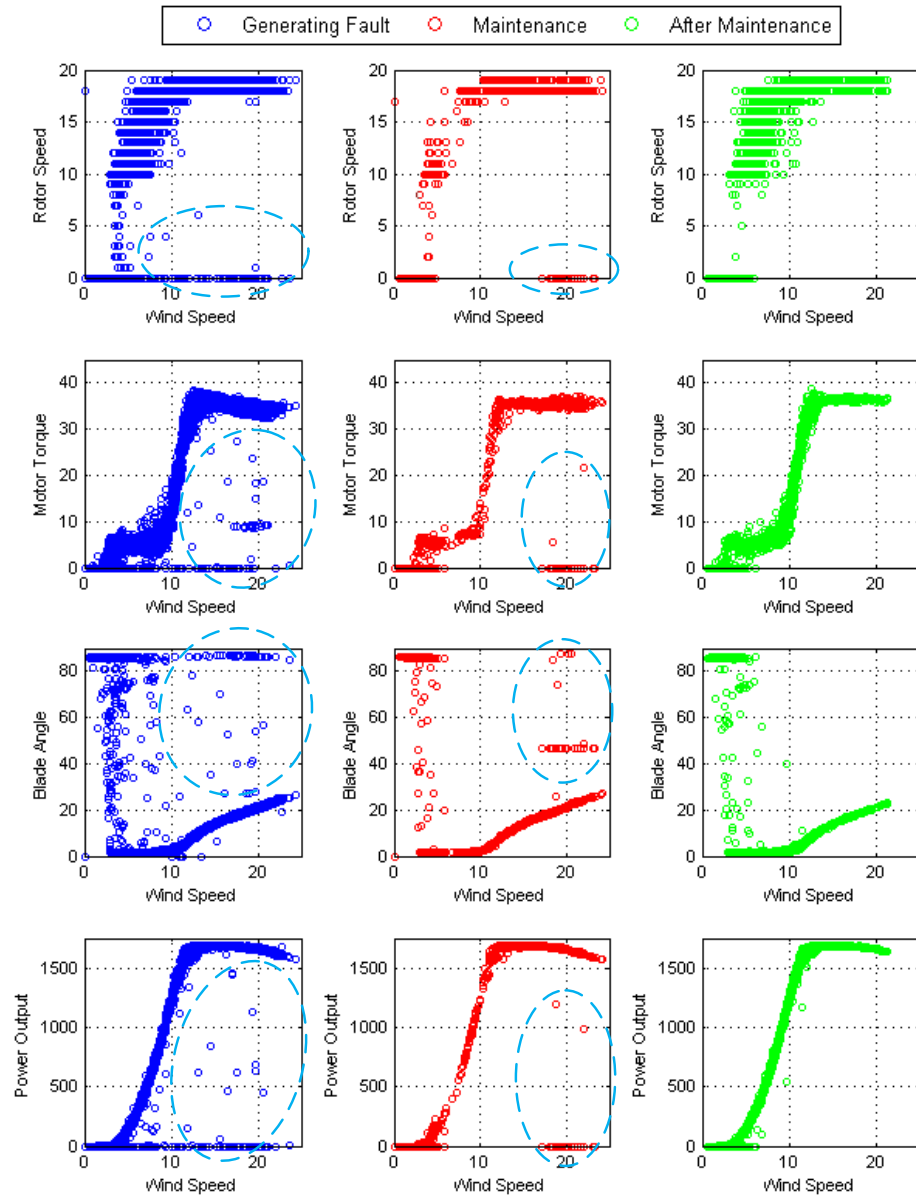 Generating Fault Maintenance After Maintenance
20 20 20
15 15 15
10 10 10
5 5 5
0 0 0
0 10 20 0 10 20 0 10 20
Rotor Speed Rotor Speed Rotor Speed
Wind Speed Wind Speed Wind Speed
40 40 40
30 30 30
20 20 20
10 10 10
0 0 0
0 10 20 0 10 20 0 10 20
Motor Torque Motor Torque Motor Torque
Wind Speed Wind Speed Wind Speed
80 80 80
60 60 60
40 40 40
20 20 20
0 0 0
0 10 20 0 10 20 0 10 20
Blade Angle Blade Angle Blade Angle
Wind Speed Wind Speed Wind Speed
1500 1500 1500
1000 1000 1000
500 500 500
0 0 0
0 10 20 0 10 20 0 10 20
Power Output Power Output Power Output
Wind Speed Wind Speed Wind Speed